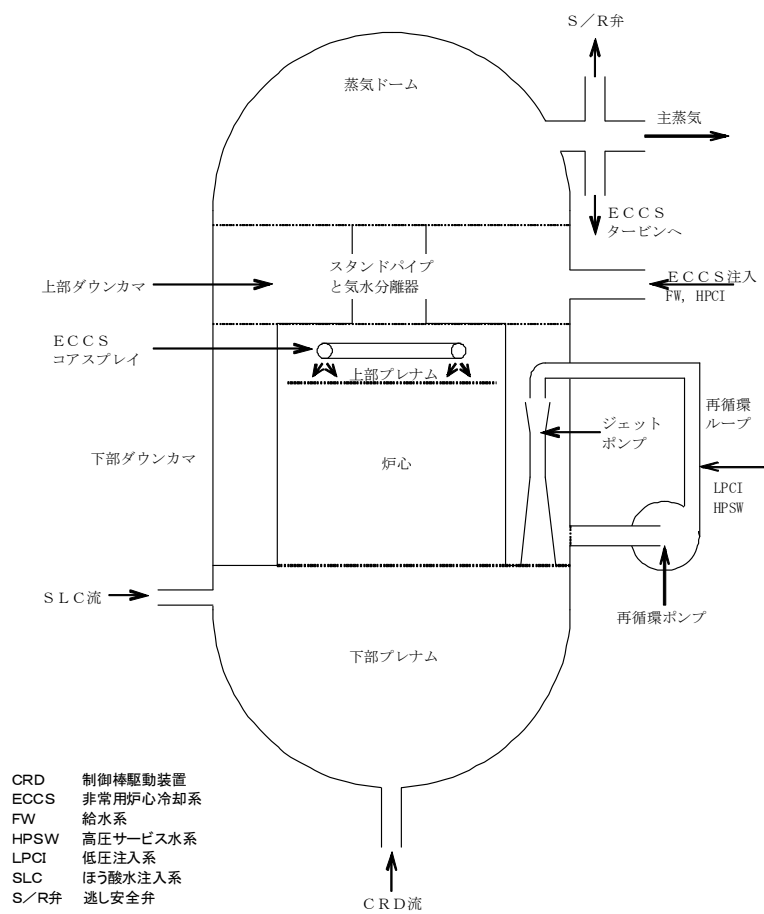 S/R弁
蒸気ドーム
主蒸気
ECCS
タービンへ
スタンドパイプ
と気水分離器
上部ダウンカマ
ECCS注入
FW, HPCI
ECCS
コアスプレイ
上部プレナム
再循環
ループ
ジェット
ポンプ
下部ダウンカマ
炉心
LPCI
HPSW
SLC流
再循環ポンプ
下部プレナム
CRD 制御棒駆動装置
ECCS 非常用炉心冷却系
FW 給水系
HPSW 高圧サービス水系
LPCI 低圧注入系
SLC ほう酸水注入系
S/R弁 逃し安全弁
CRD流